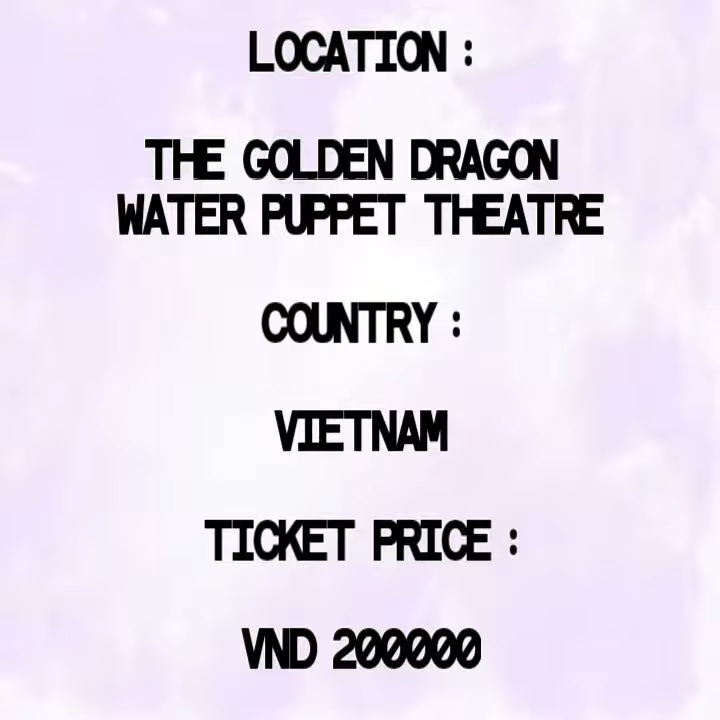 LOCATION :
THE GOLDEN DRAGON
WATER PUPPET THEATRE
COUNTRY :
VIETNAM
TICKET PRICE :
VND 200000